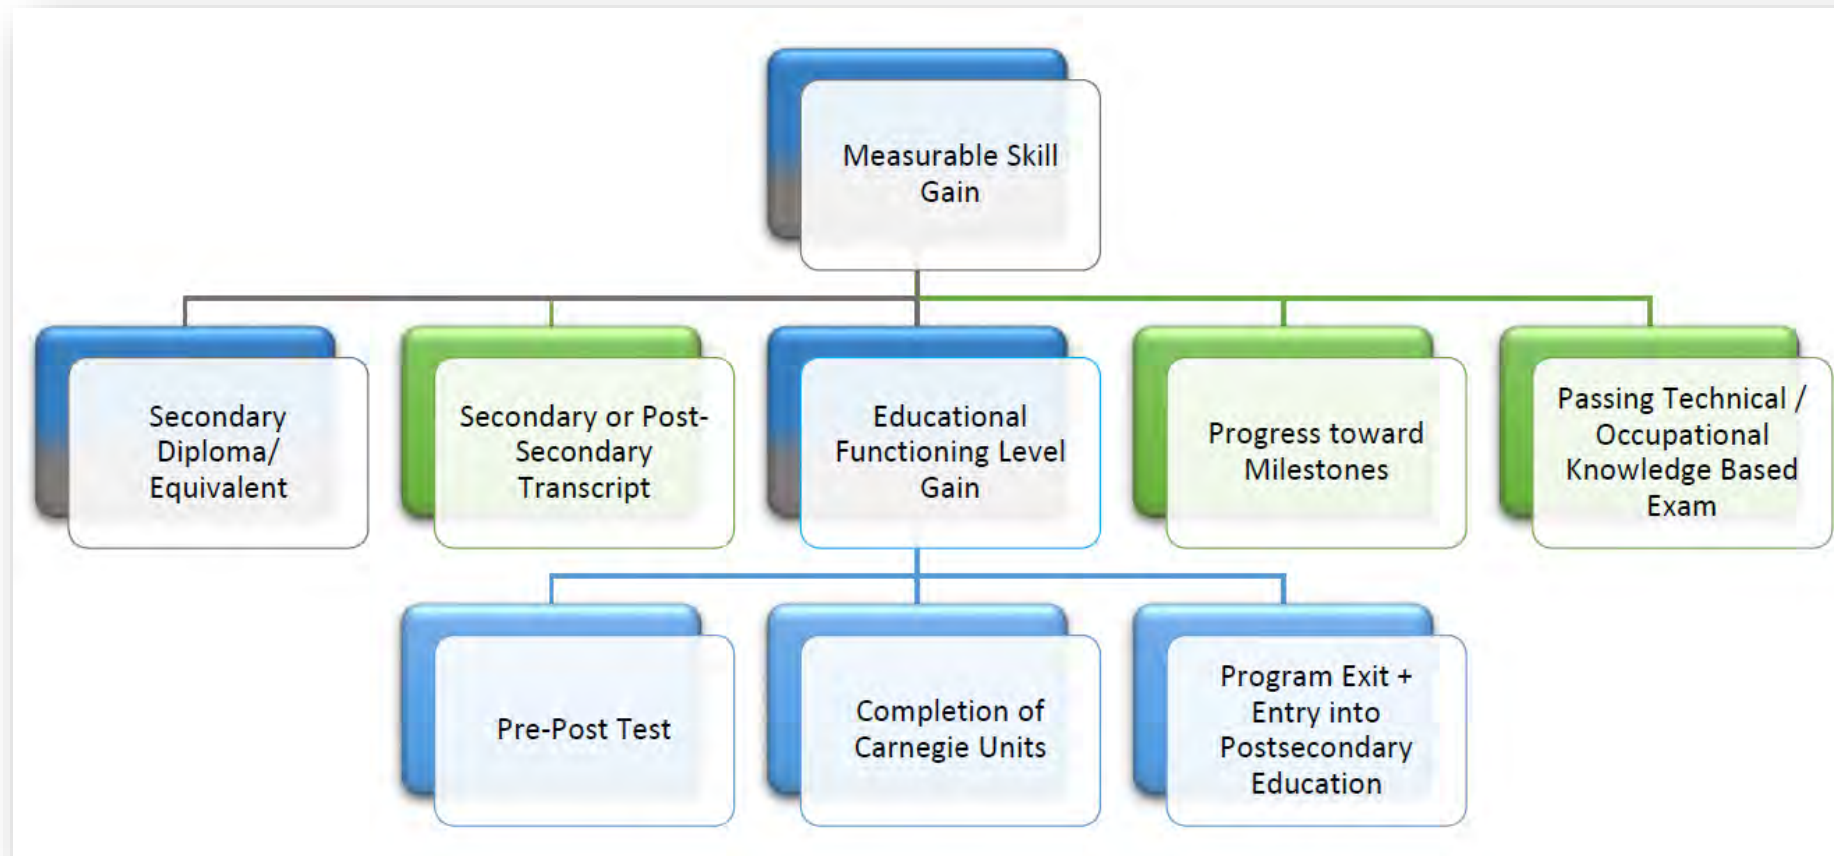 Measurable Skill
Gain
Secondary
Diploma/
Equivalent
Secondary or Post-
Secondary
Transcript
Educational
Functioning Level
Gain
Progress toward
Milestones
Passing Technical /
Occupational
Knowledge Based
Exam
Pre-Post Test
Completion of
Carnegie Units
Program Exit +
Entry into
Postsecondary
Education